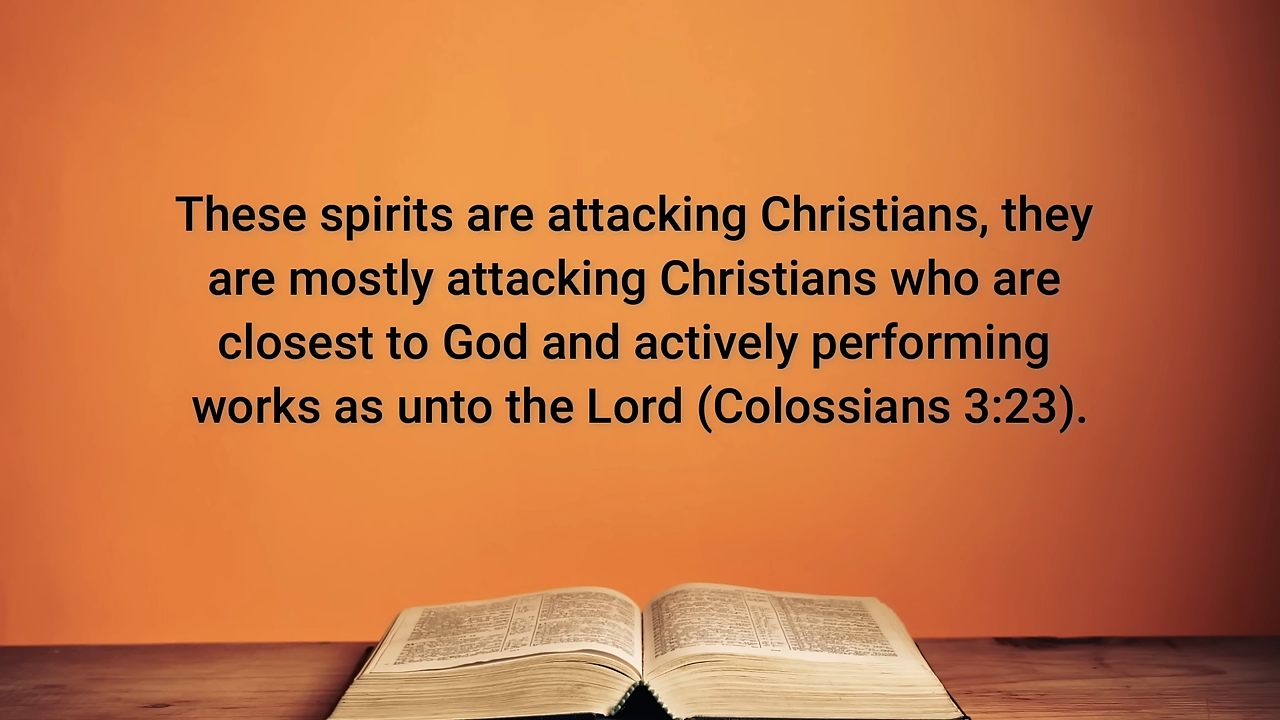 These spirits are attacking Christians, they
are mostly attacking Christians who are
closest to God and actively performing
works as unto the Lord (Colossians 3:23).